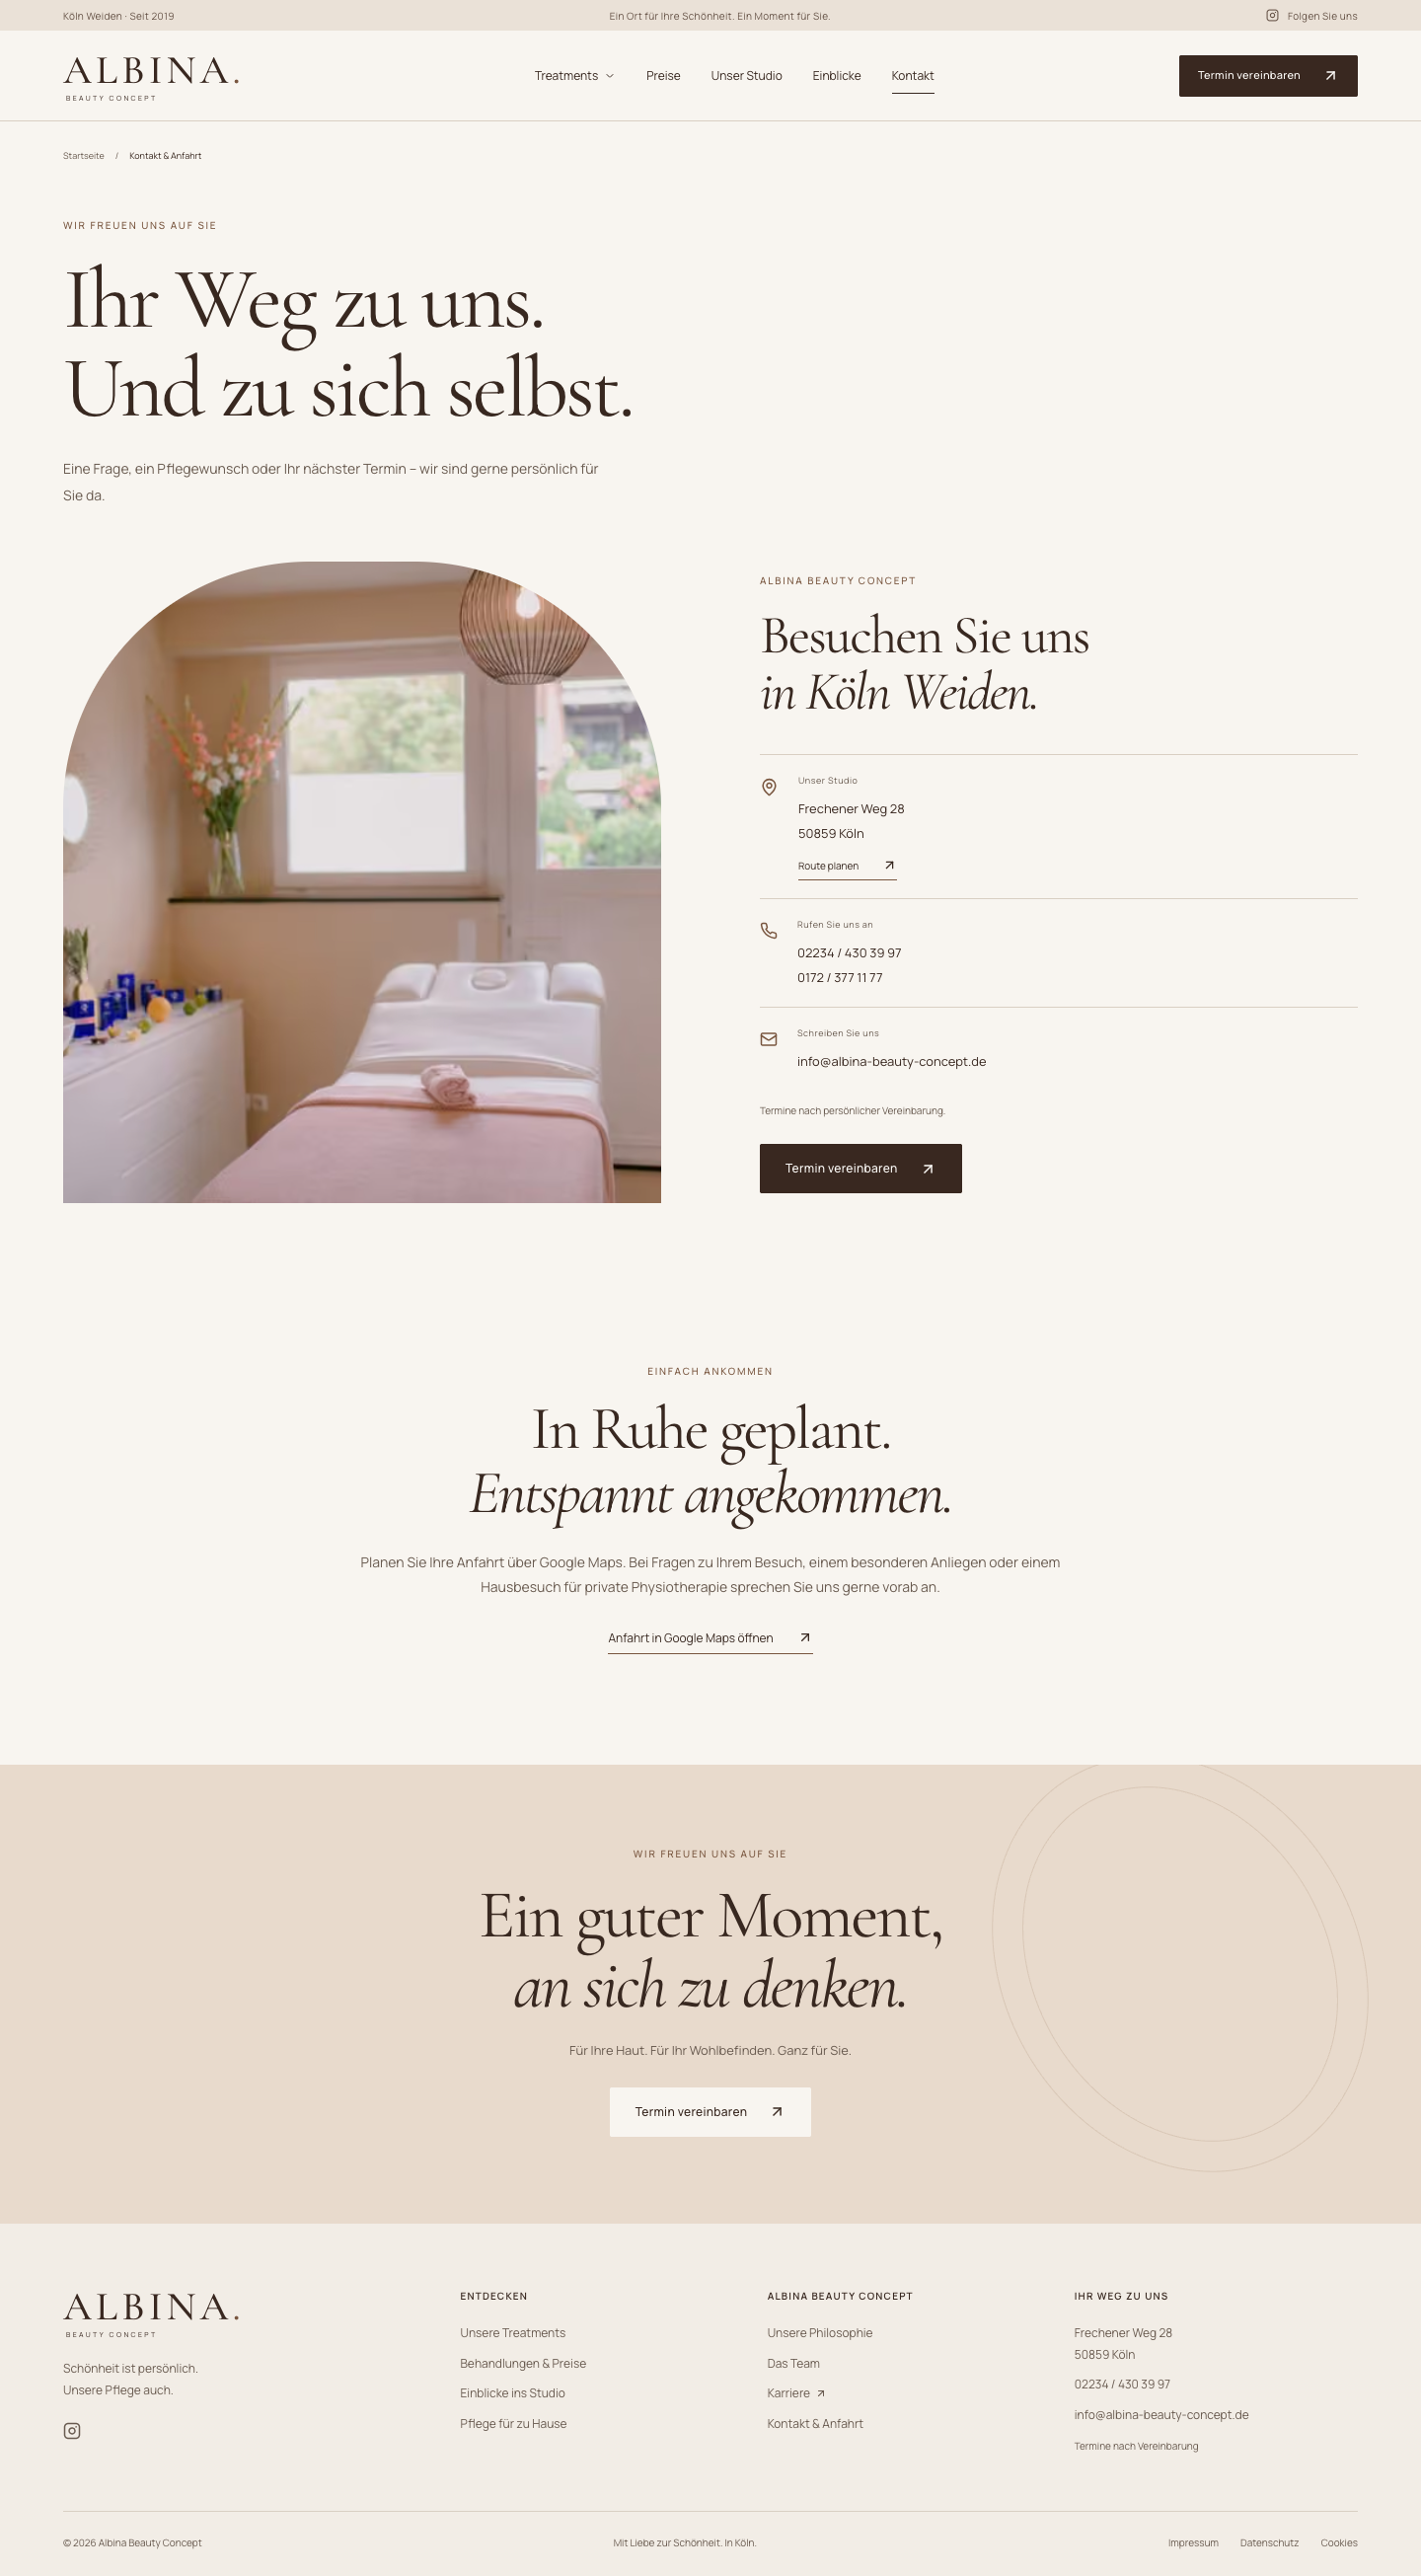 Köln Weiden · Seit 2019
Ein Ort für Ihre Schönheit. Ein Moment für Sie.
Folgen Sie uns
ALBINA.
BEAUTY CONCEPT
Treatments
Preise
Unser Studio
Einblicke
Kontakt
Termin vereinbaren
Startseite / Kontakt & Anfahrt
WIR FREUEN UNS AUF SIE
Ihr Weg zu uns.
Und zu sich selbst.
Eine Frage, ein Pflegewunsch oder Ihr nächster Termin – wir sind gerne persönlich für
Sie da.
ALBINA BEAUTY CONCEPT
Besuchen Sie uns
in Köln Weiden.
Unser Studio
Frechener Weg 28
50859 Köln
Route planen
Rufen Sie uns an
02234 / 430 39 97
0172 / 377 11 77
Schreiben Sie uns
info@albina-beauty-concept.de
Termine nach persönlicher Vereinbarung.
Termin vereinbaren
EINFACH ANKOMMEN
In Ruhe geplant.
Entspannt angekommen.
Planen Sie Ihre Anfahrt über Google Maps. Bei Fragen zu Ihrem Besuch, einem besonderen Anliegen oder einem
Hausbesuch für private Physiotherapie sprechen Sie uns gerne vorab an.
Anfahrt in Google Maps öffnen
WIR FREUEN UNS AUF SIE
Ein guter Moment,
an sich zu denken.
Für Ihre Haut. Für Ihr Wohlbefinden. Ganz für Sie.
Termin vereinbaren
ALBINA.
BEAUTY CONCEPT
Schönheit ist persönlich.
Unsere Pflege auch.
ENTDECKEN
Unsere Treatments
Behandlungen & Preise
Einblicke ins Studio
Pflege für zu Hause
ALBINA BEAUTY CONCEPT
Unsere Philosophie
Das Team
Karriere
Kontakt & Anfahrt
IHR WEG ZU UNS
Frechener Weg 28
50859 Köln
02234 / 430 39 97
info@albina-beauty-concept.de
Termine nach Vereinbarung
© 2026 Albina Beauty Concept
Mit Liebe zur Schönheit. In Köln.
Impressum
Datenschutz
Cookies